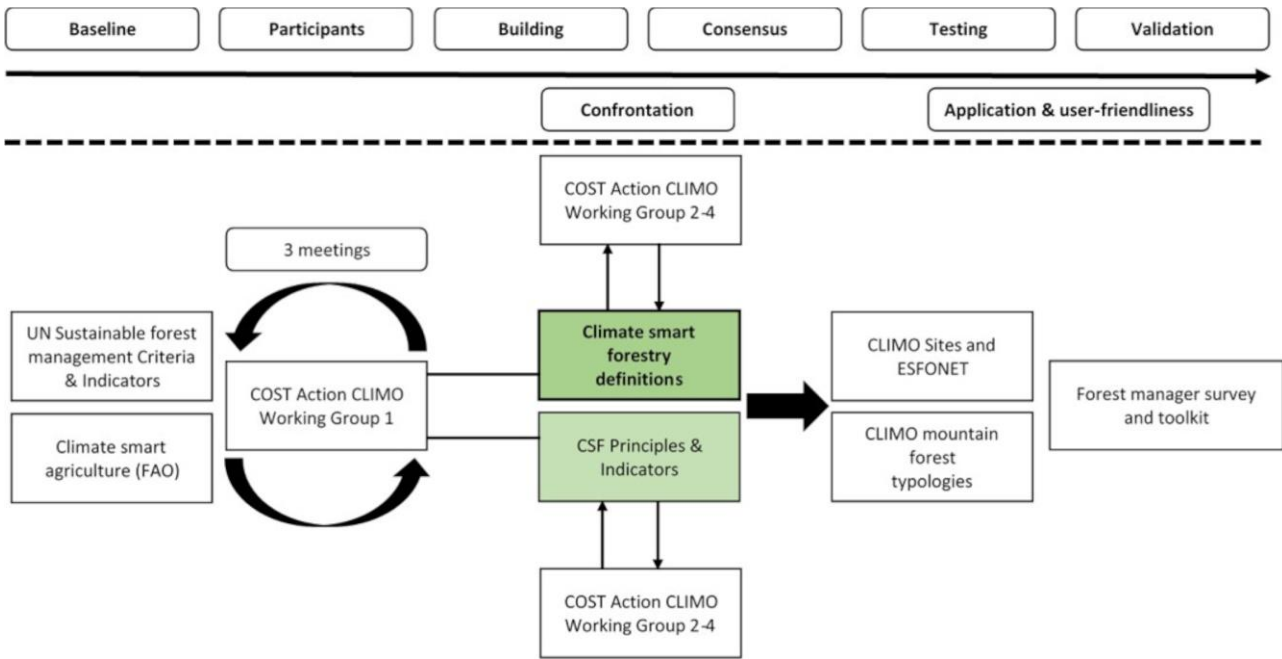 Baseline
Participants
Building
Consensus
Testing
Validation
Confrontation
Application & user-friendliness
COST Action CLIMO
Working Group 2-4
3 meetings
UN Sustainable forest
management Criteria
& Indicators
Climate smart
agriculture (FAO)
COST Action CLIMO
Working Group 1
Climate smart
forestry
definitions
CSF Principles &
Indicators
CLIMO Sites and
ESFONET
CLIMO mountain
forest
typologies
Forest manager survey
and toolkit
COST Action CLIMO
Working Group 2-4